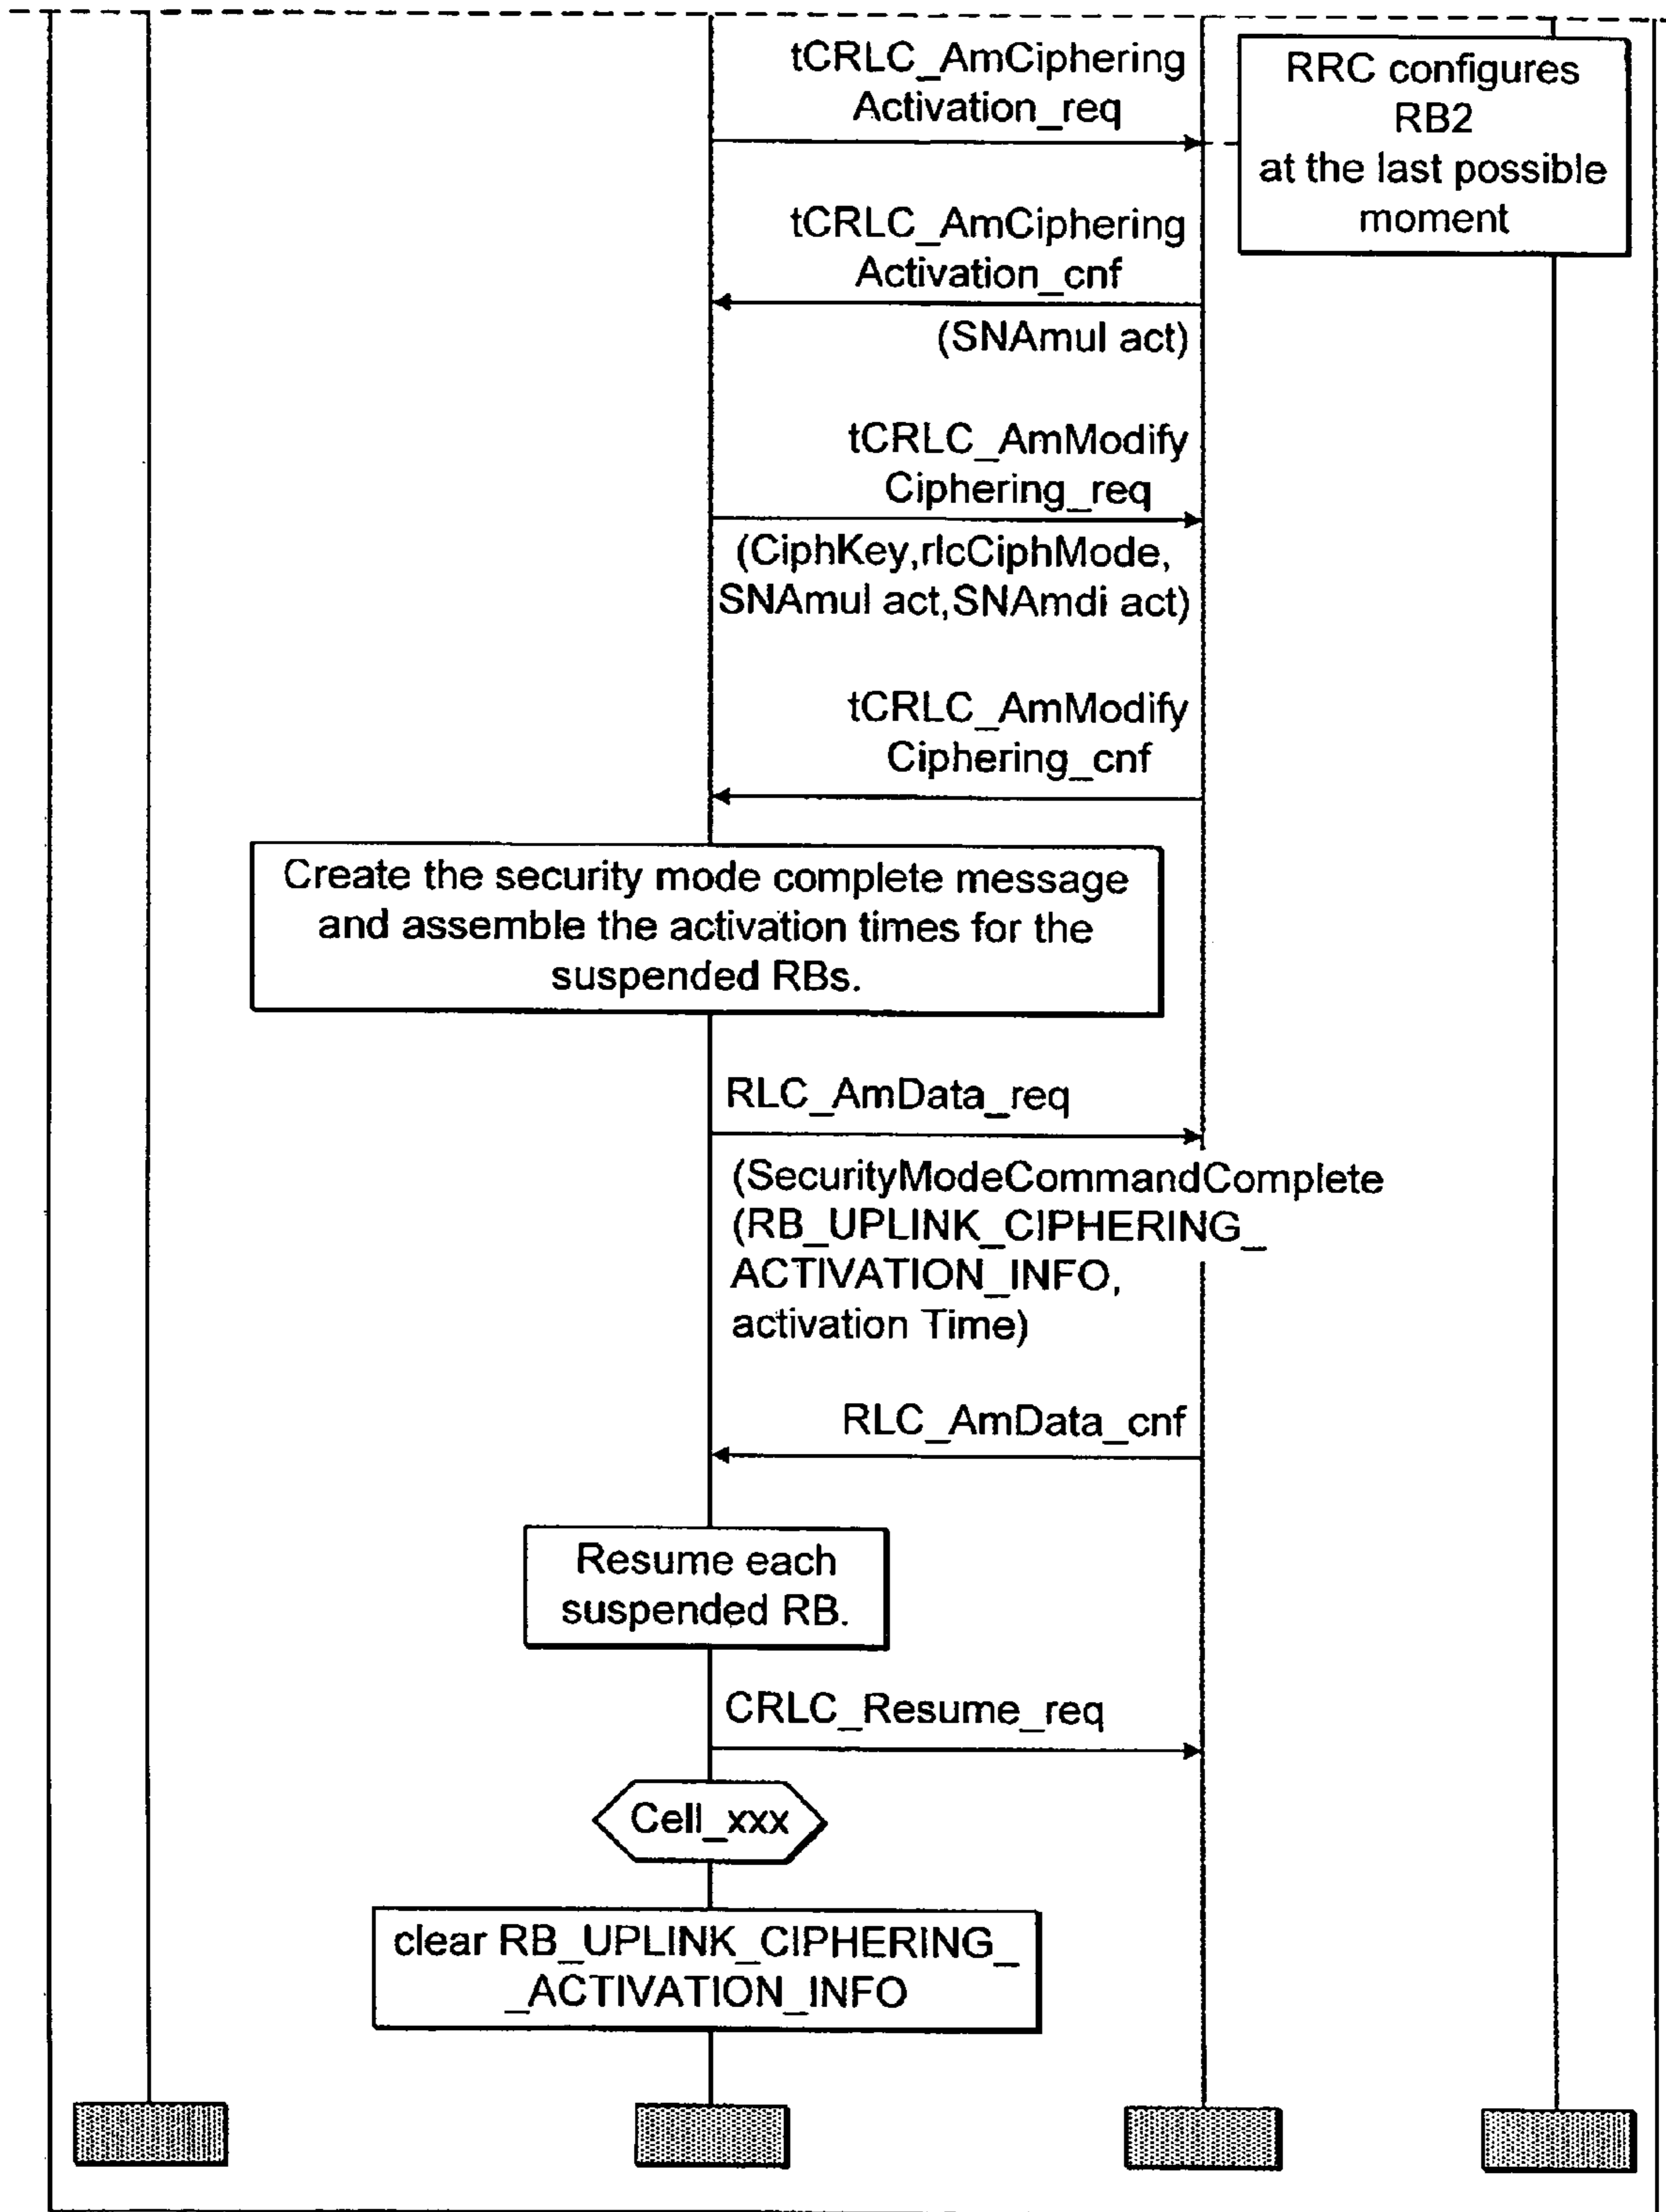 tCRLC_AmCiphering
Activation_req
RRC configures
RB2
at the last possible
moment
tCRLC_AmCiphering
Activation_cnf
(SNAmul act)
tCRLC_AmModify
Ciphering_req
(CiphKey,rlcCiphMode,
SNAmul act,SNAmdi act)
tCRLC_AmModify
Ciphering_cnf
Create the security mode complete message
and assemble the activation times for the
suspended RBs.
RLC_AmData_req
(SecurityModeCommandComplete
(RB_UPLINK_CIPHERING_
ACTIVATION_INFO,
activation Time)
RLC_AmData_cnf
Resume each
suspended RB.
CRLC_Resume_req
Cell_xxx
clear RB_UPLINK_CIPHERING_
_ACTIVATION_INFO